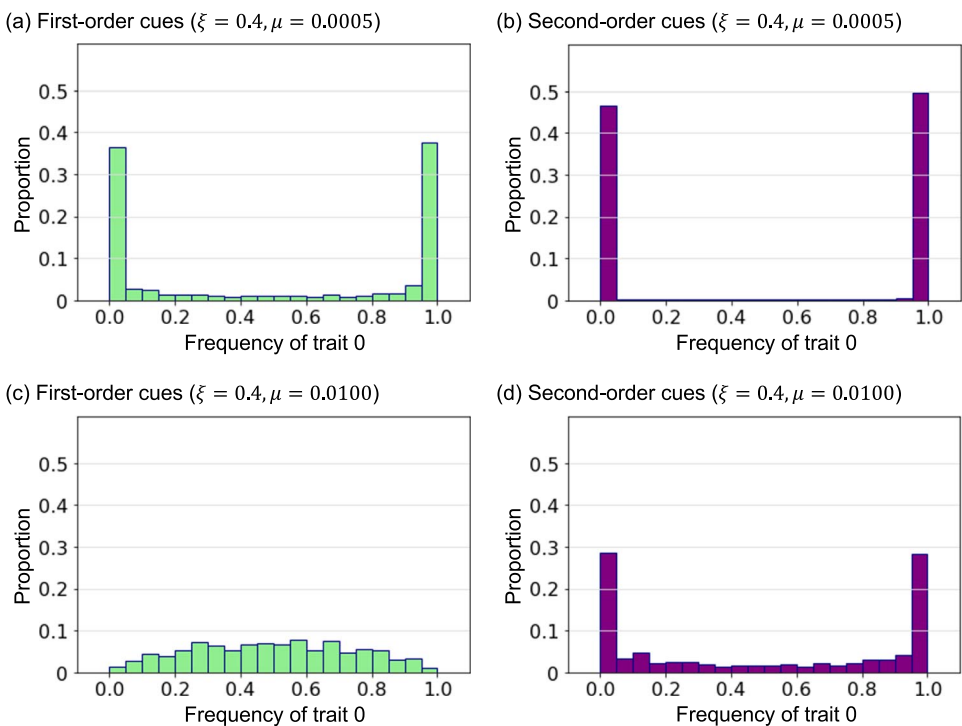 (a) First-order cues (ξ = 0.4, μ = 0.0005)
Proportion
0.5
0.4
0.3
0.2
0.1
0
0.0 0.2 0.4 0.6 0.8 1.0
Frequency of trait 0
(b) Second-order cues (ξ = 0.4, μ = 0.0005)
Proportion
0.5
0.4
0.3
0.2
0.1
0
0.0 0.2 0.4 0.6 0.8 1.0
Frequency of trait 0
(c) First-order cues (ξ = 0.4, μ = 0.0100)
Proportion
0.5
0.4
0.3
0.2
0.1
0
0.0 0.2 0.4 0.6 0.8 1.0
Frequency of trait 0
(d) Second-order cues (ξ = 0.4, μ = 0.0100)
Proportion
0.5
0.4
0.3
0.2
0.1
0
0.0 0.2 0.4 0.6 0.8 1.0
Frequency of trait 0